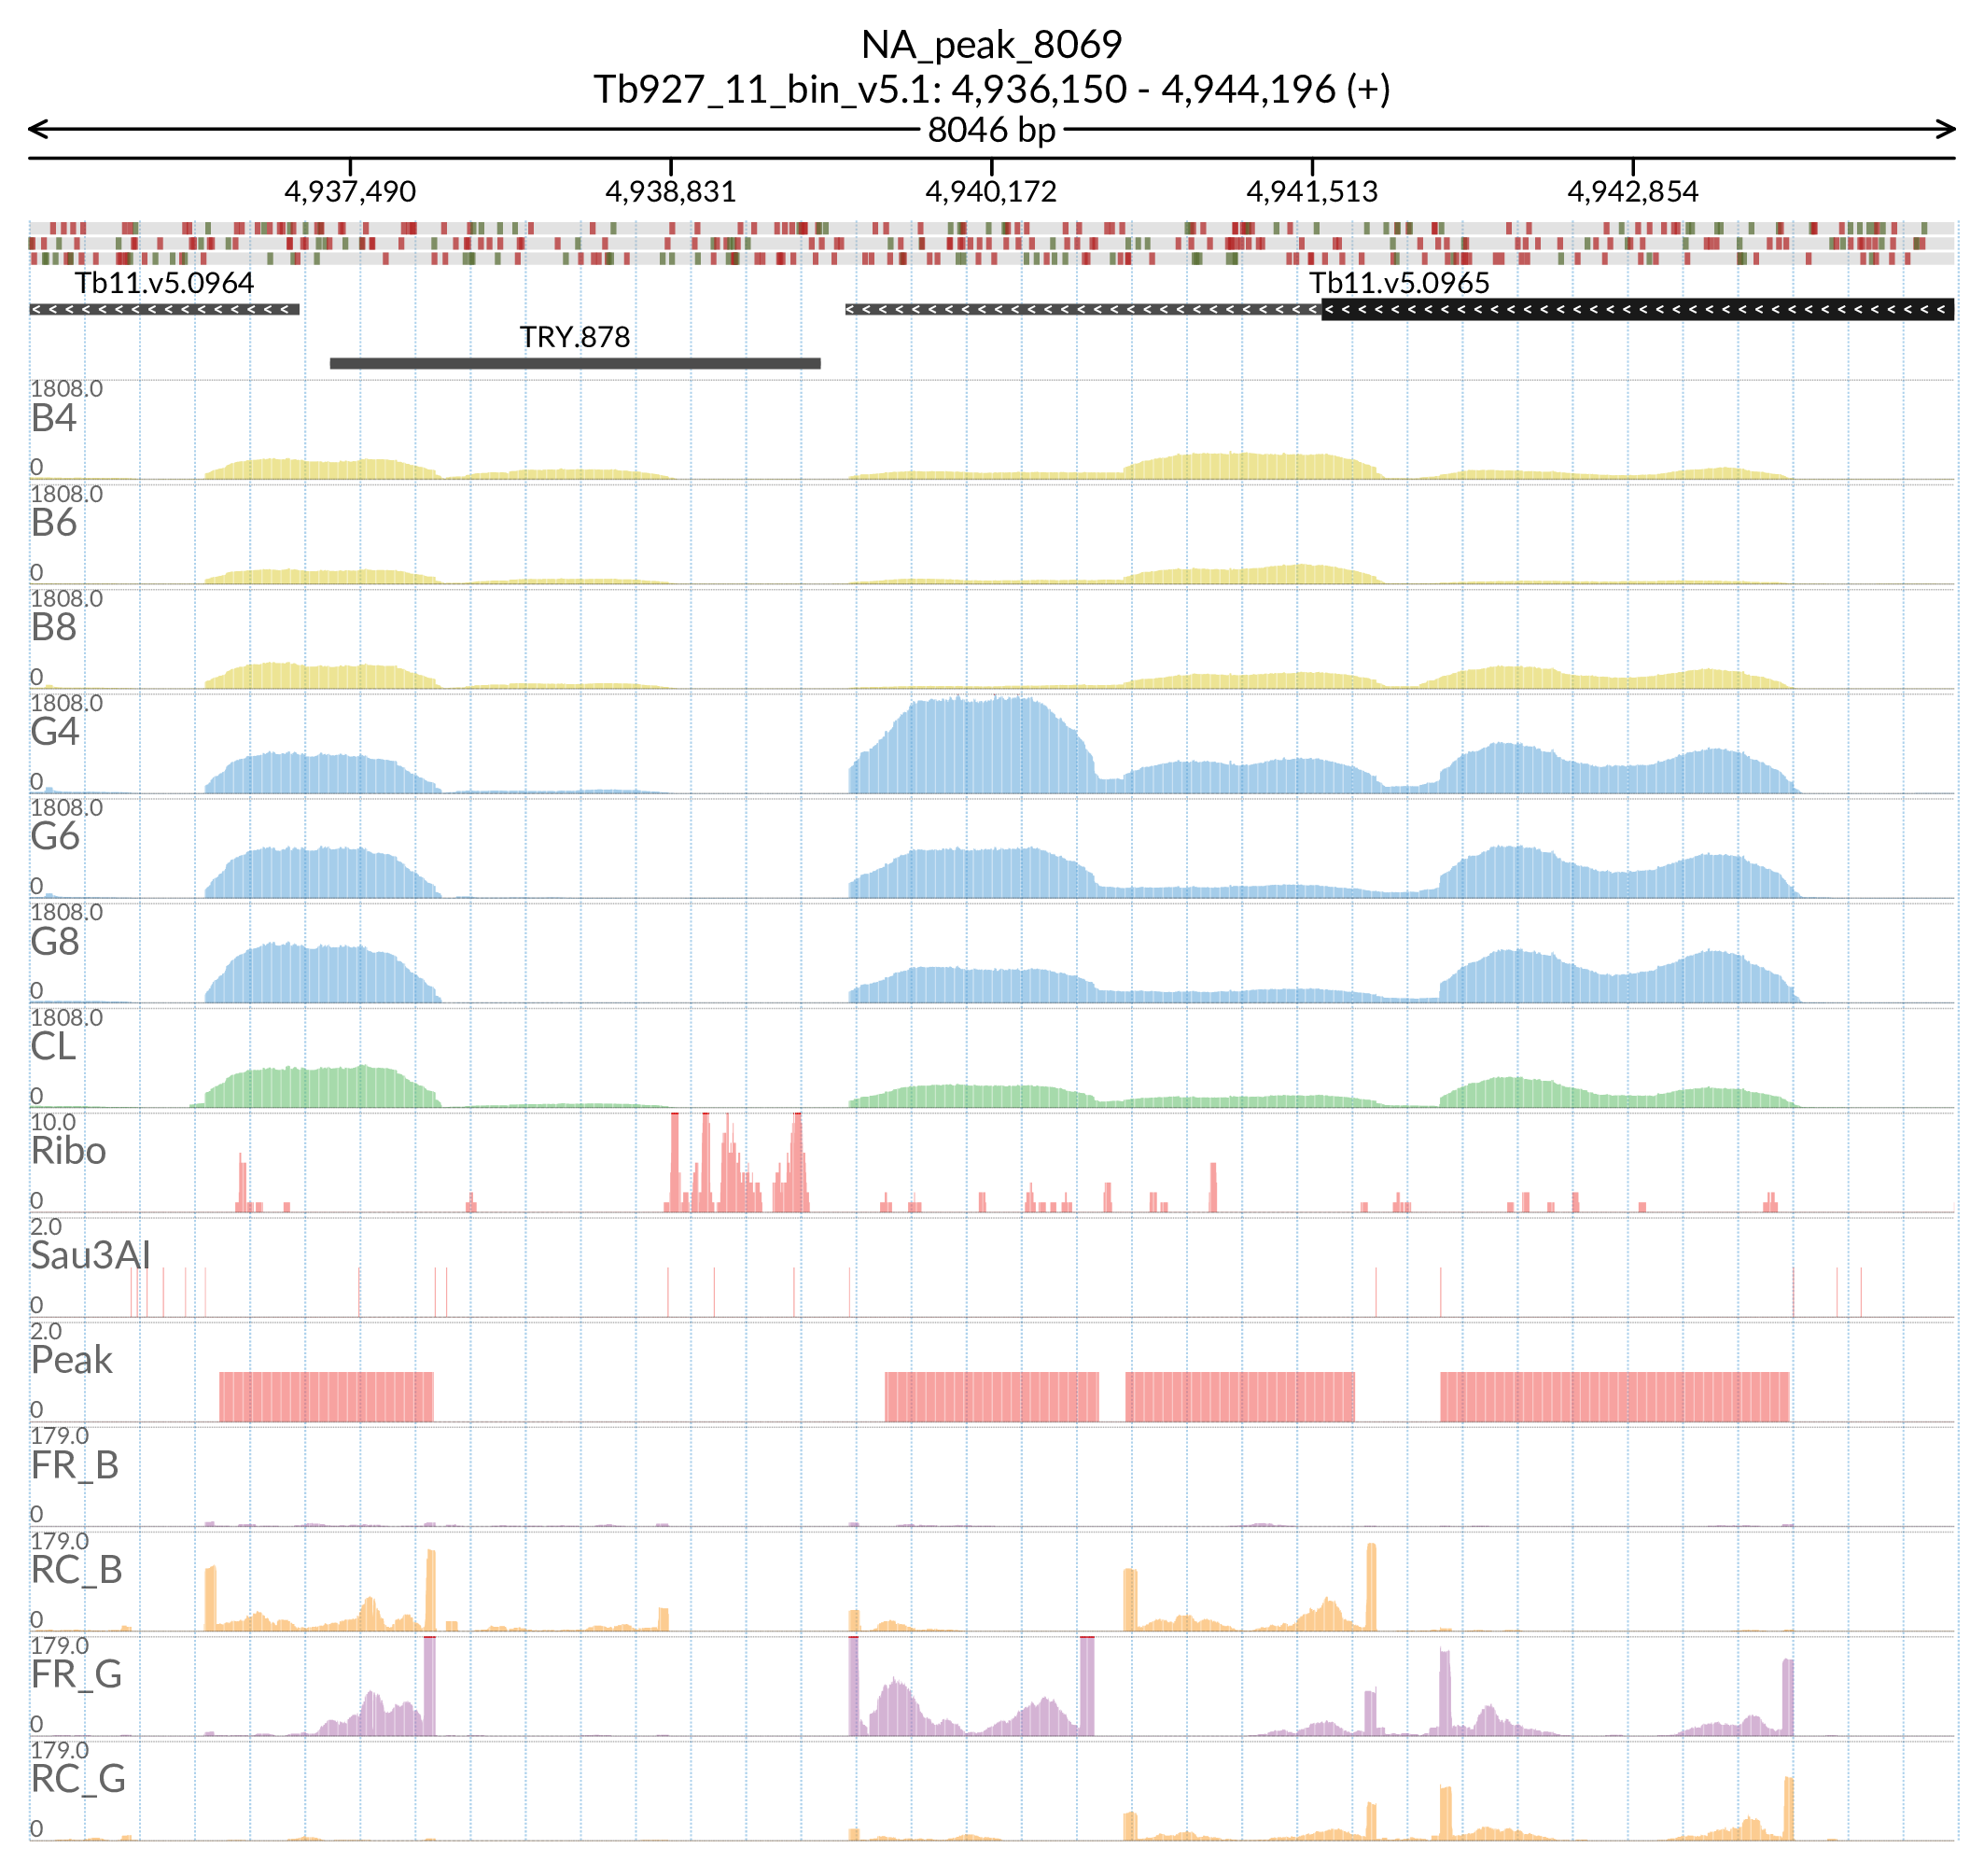 NA_peak_8069
Tb927_11_bin_v5.1: 4,936,150 - 4,944,196 (+)
8046 bp
4,937,490 4,938,831 4,940,172 4,941,513 4,942,854
Tb11.v5.0964 Tb11.v5.0965
TRY.878
1808.0
B4
0
1808.0
B6
0
1808.0
B8
0
1808.0
G4
0
1808.0
G6
0
1808.0
G8
0
1808.0
CL
0
10.0
Ribo
0
2.0
Sau3AI
0
2.0
Peak
0
179.0
FR_B
0
179.0
RC_B
0
179.0
FR_G
0
179.0
RC_G
0